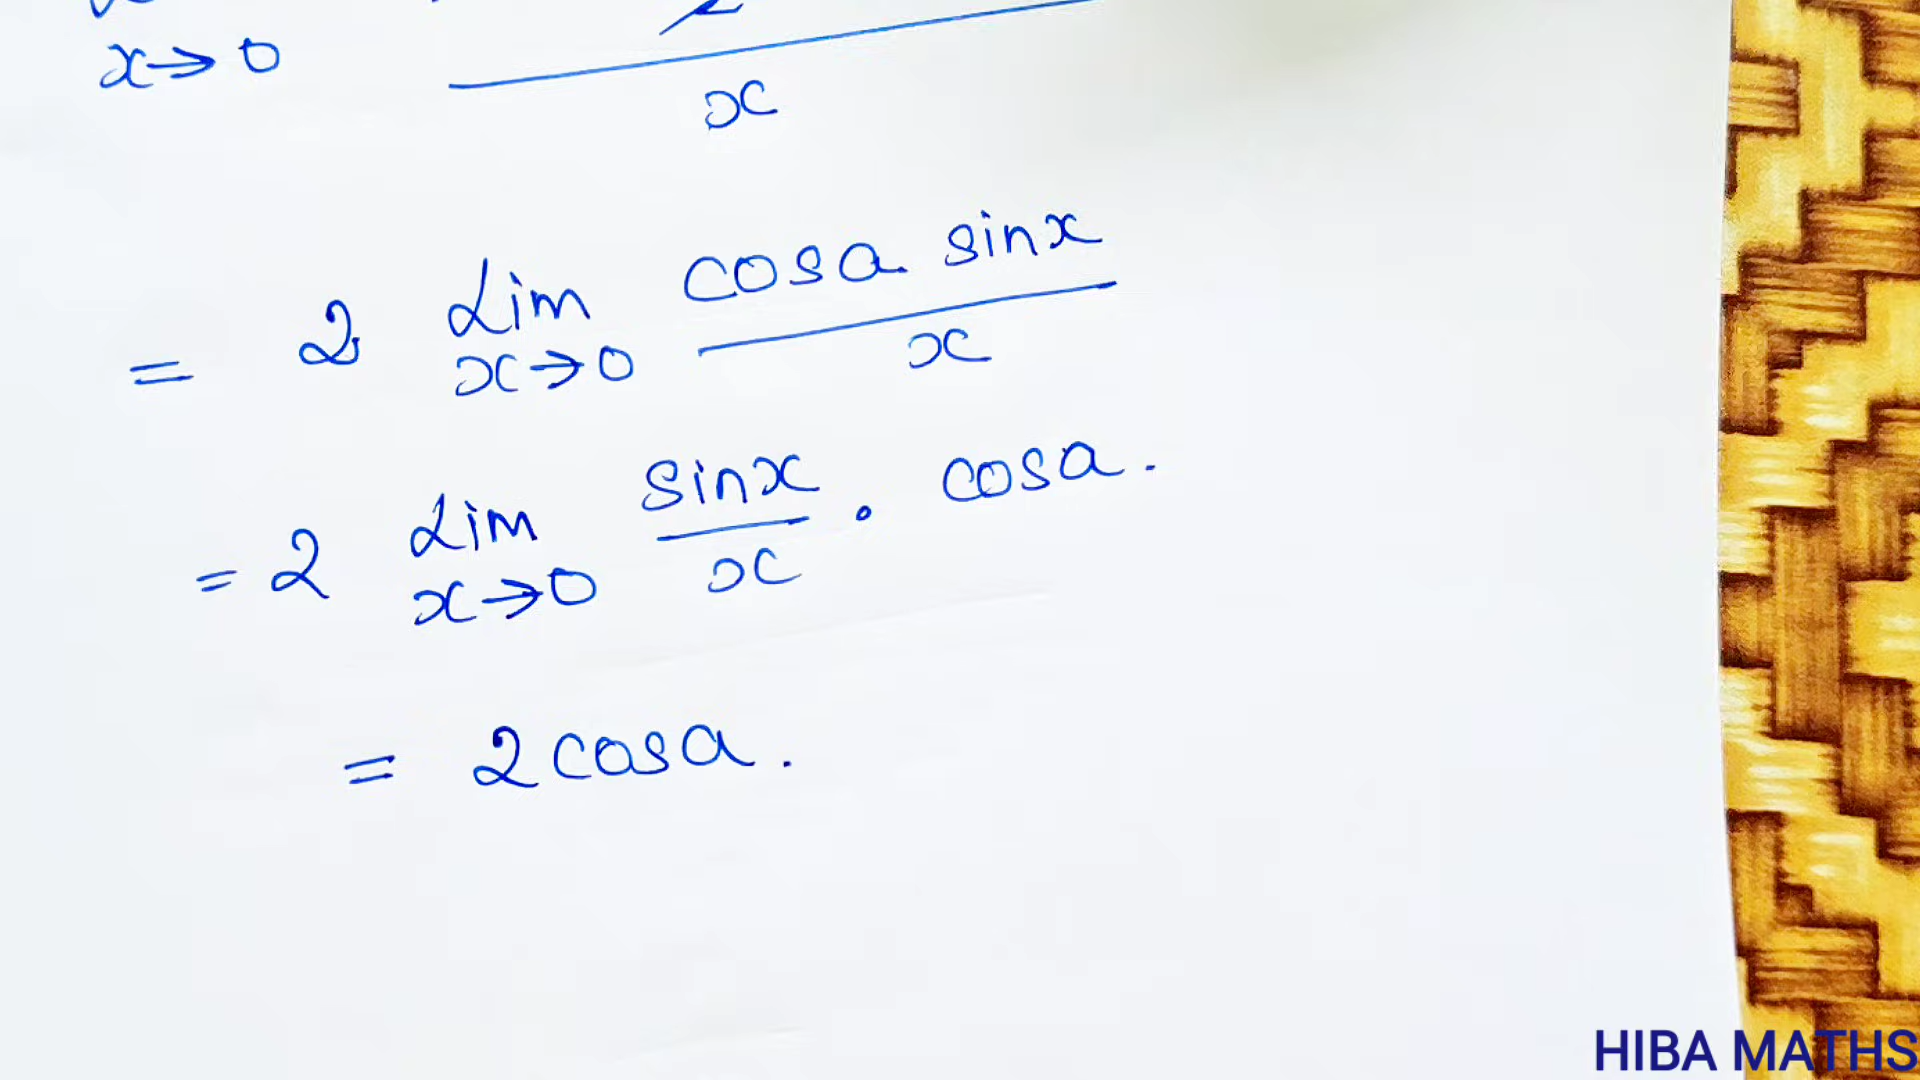 x→0
x
= 2 Lim cosa sinx
x→0 x
= 2 Lim sinx . cosa.
x→0 x
= 2cosa.
HIBA MATHS